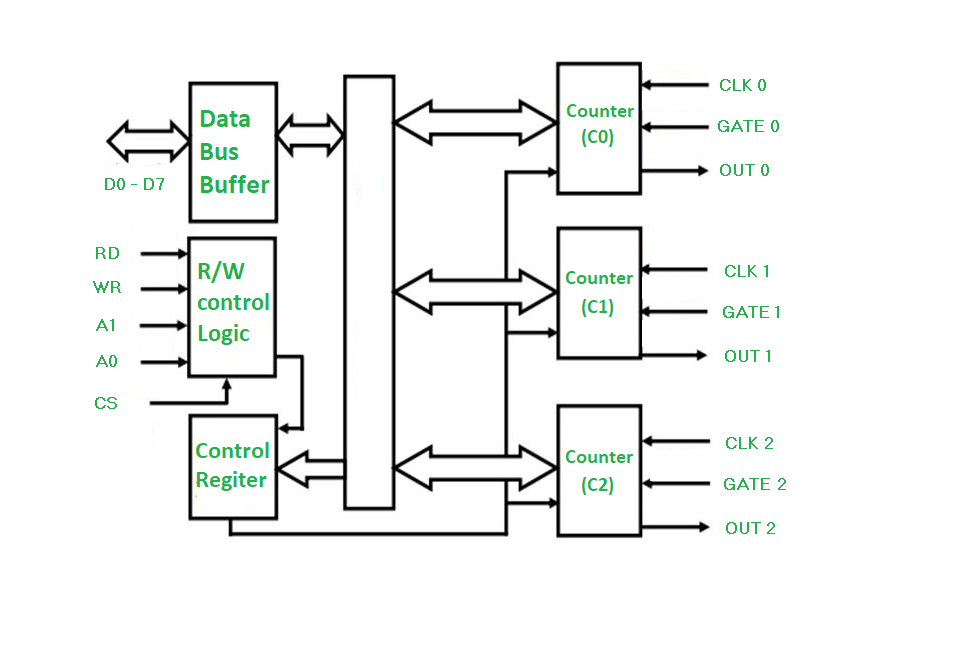 Data
Bus
Buffer
D0 - D7
RD
WR
A1
A0
CS
R/W
control
Logic
Control
Regiter
Counter
(C0)
CLK 0
GATE 0
OUT 0
Counter
(C1)
CLK 1
GATE 1
OUT 1
Counter
(C2)
CLK 2
GATE 2
OUT 2